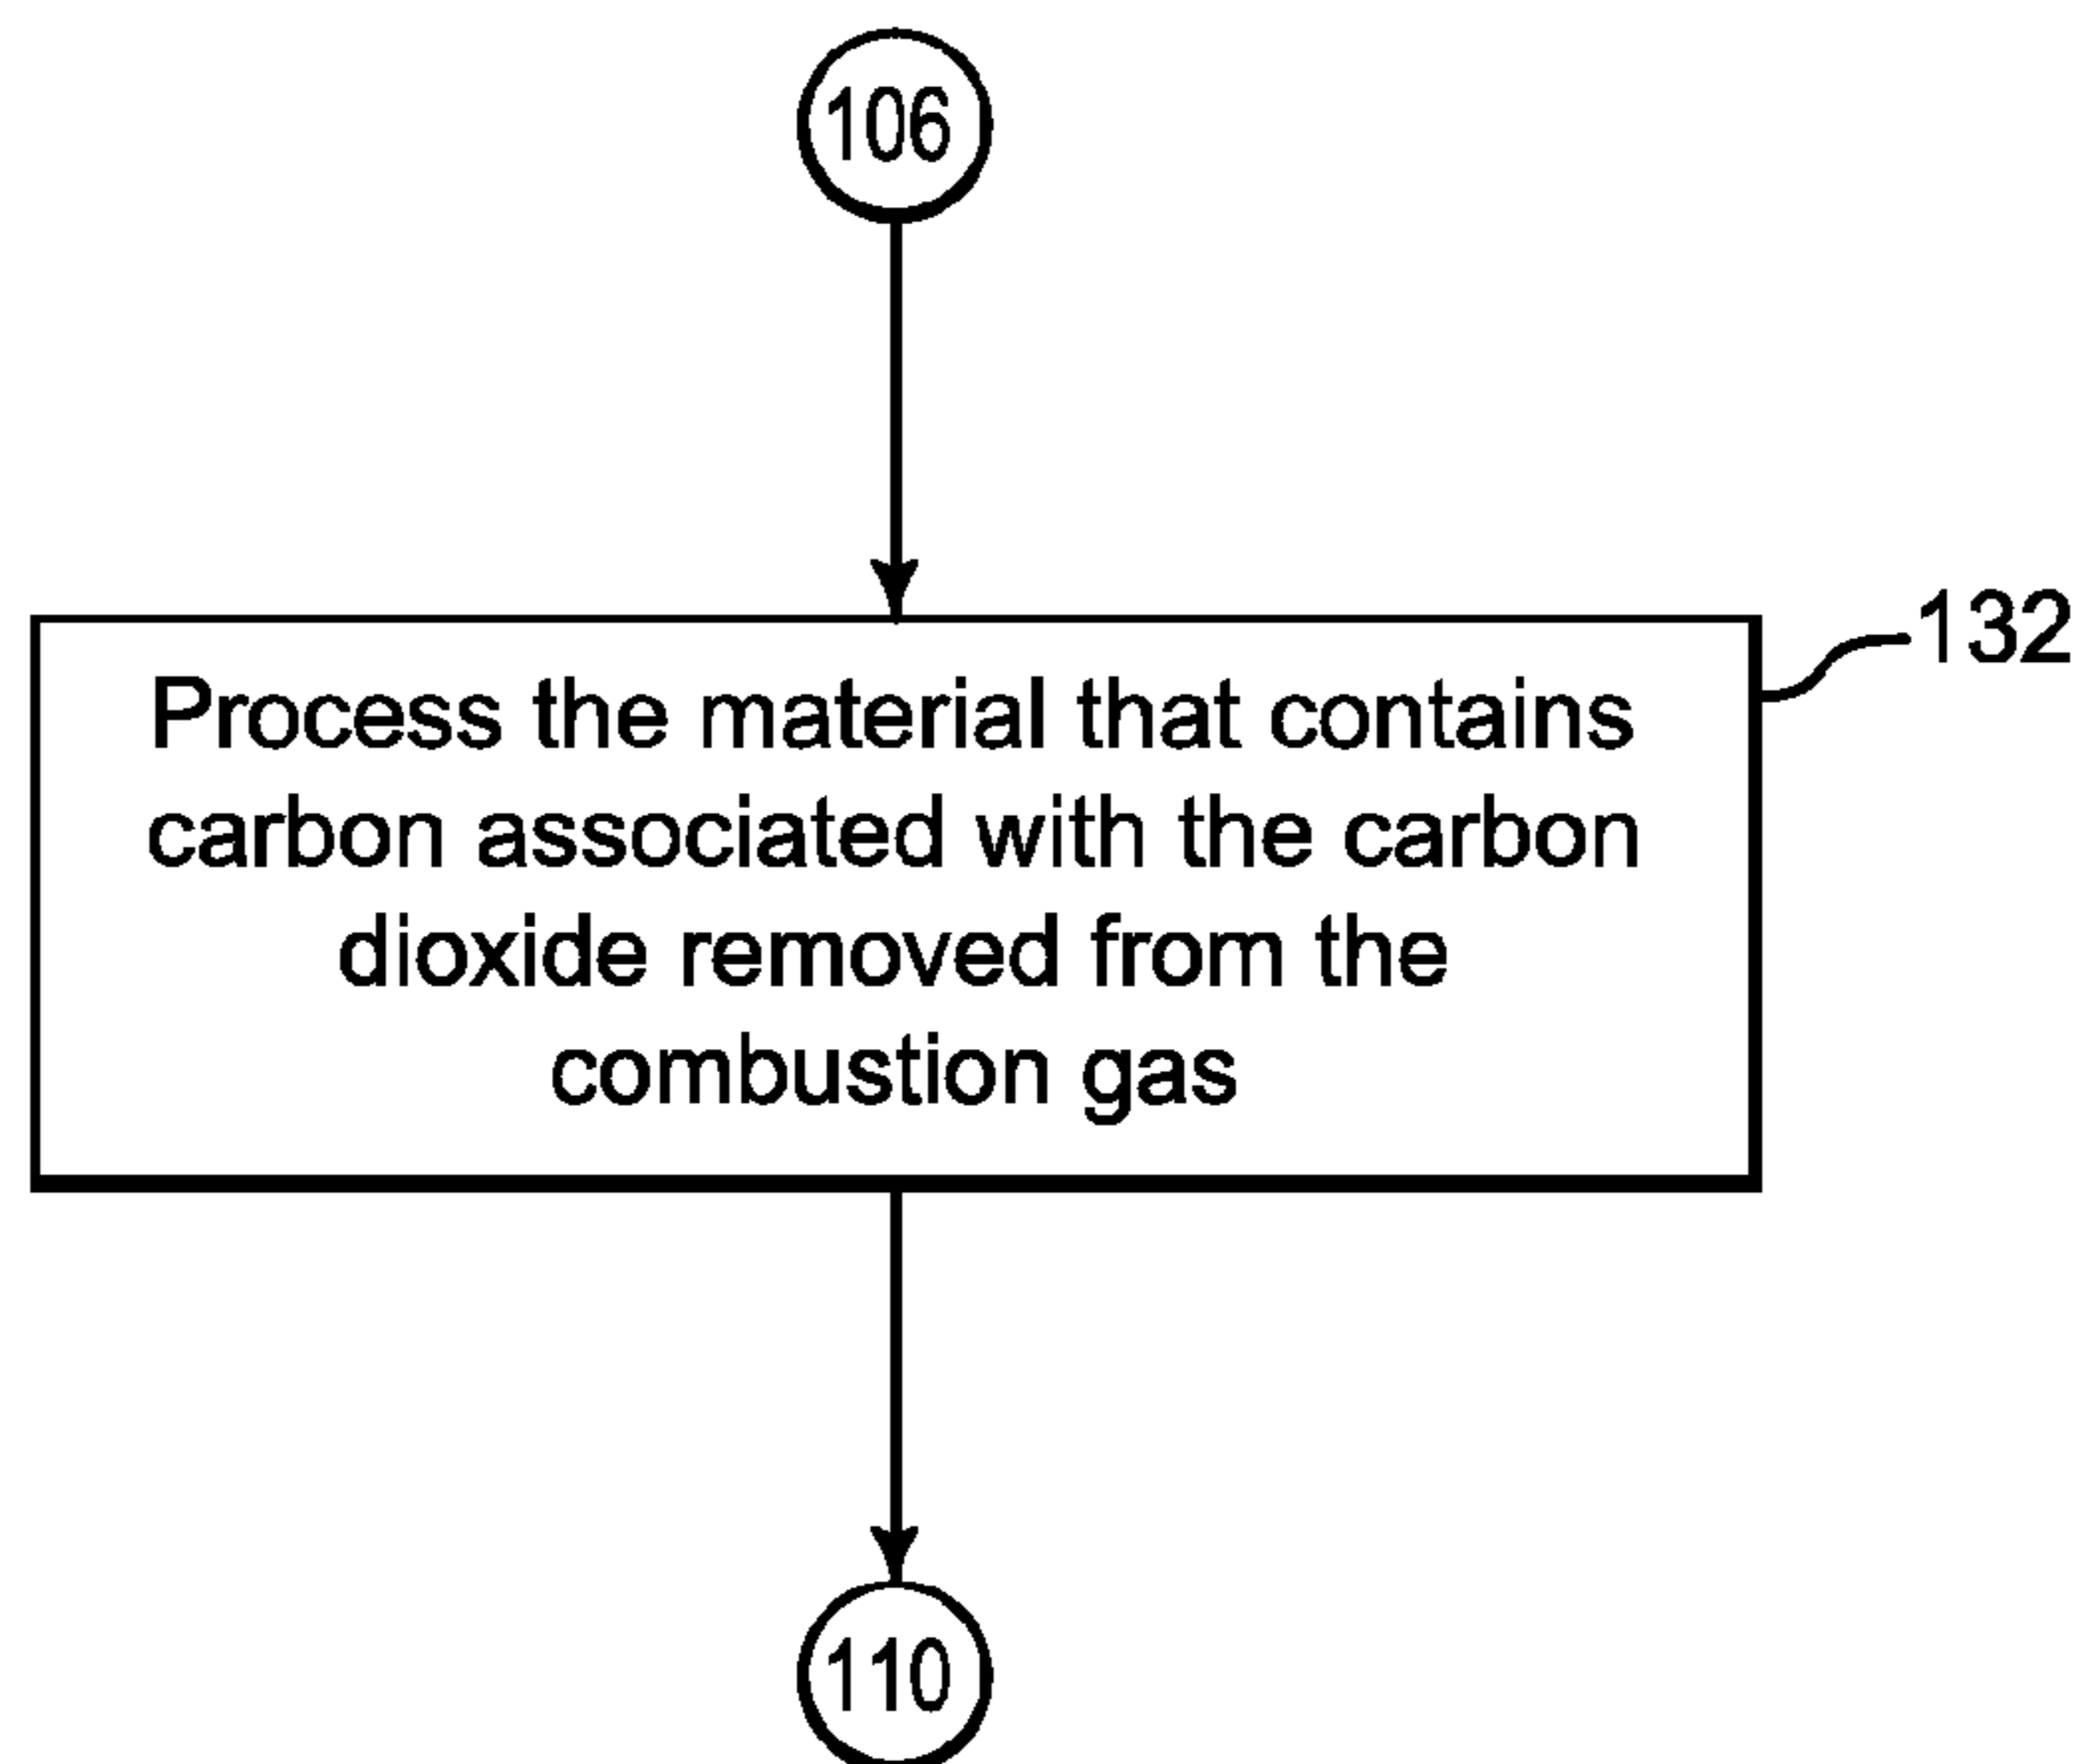 106
132
Process the material that contains
carbon associated with the carbon
dioxide removed from the
combustion gas
110